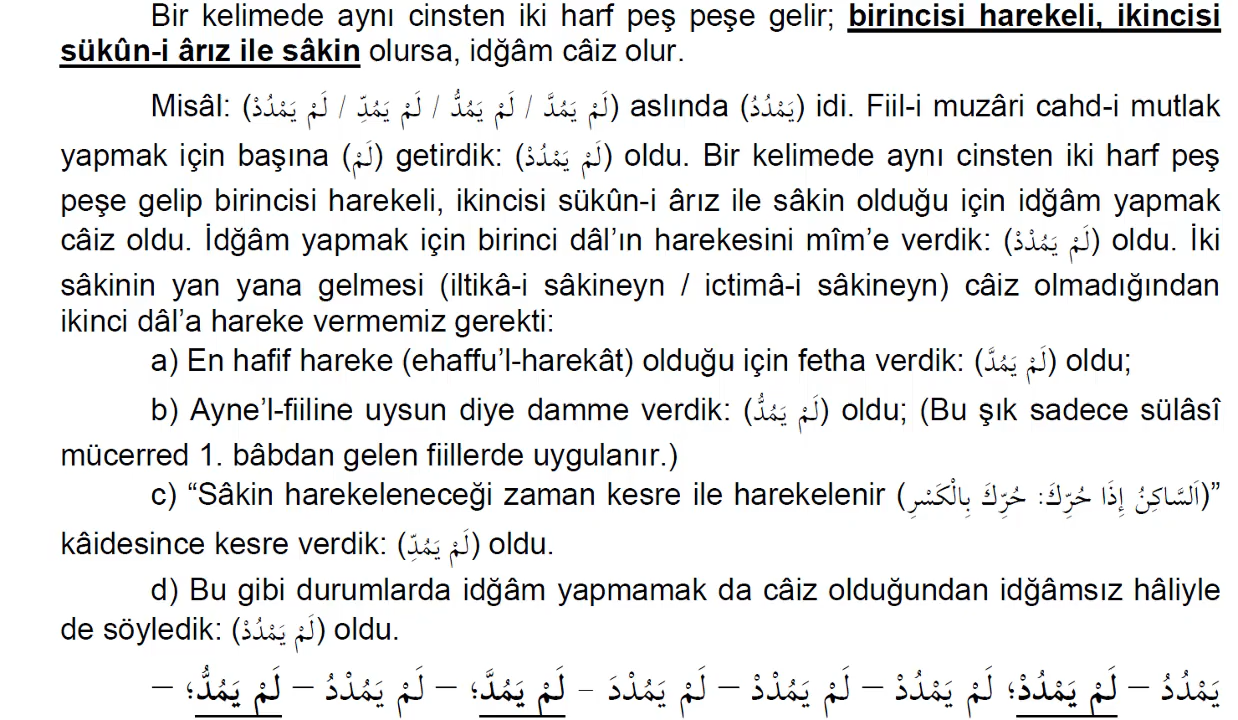 Bir kelimede aynı cinsten iki harf peş peşe gelir; birincisi harekeli, ikincisi
sükûn-i ârız ile sâkin olursa, idğâm câiz olur.
Misâl: (لَمْ يَمُدَّ / لَمْ يَمُدُّ / لَمْ يَمُدِّ / لَمْ يَمْدُدْ) aslında (يَمْدُدُ) idi. Fiil-i muzâri cahd-i mutlak
yapmak için başına (لَمْ) getirdik: (لَمْ يَمْدُدْ) oldu. Bir kelimede aynı cinsten iki harf peş
peşe gelip birincisi harekeli, ikincisi sükûn-i ârız ile sâkin olduğu için idğâm yapmak
câiz oldu. İdğâm yapmak için birinci dâl’ın harekesini mîm’e verdik: (لَمْ يَمُدْدْ) oldu. İki
sâkinin yan yana gelmesi (iltikâ-i sâkineyn / ictimâ-i sâkineyn) câiz olmadığından
ikinci dâl’a hareke vermemiz gerekti:
a) En hafif hareke (ehaffu’l-harekât) olduğu için fetha verdik: (لَمْ يَمُدَّ) oldu;
b) Ayne’l-fiiline uysun diye damme verdik: (لَمْ يَمُدُّ) oldu; (Bu şık sadece sülâsî
mücerred 1. bâbdan gelen fiillerde uygulanır.)
c) “Sâkin harekeleneceği zaman kesre ile harekelenir (اَلسَّاكِنُ إِذَا حُرِّكَ: حُرِّكَ بِالْكَسْرِ)”
kâidesince kesre verdik: (لَمْ يَمُدِّ) oldu.
d) Bu gibi durumlarda idğâm yapmamak da câiz olduğundan idğâmsız hâliyle
de söyledik: (لَمْ يَمْدُدْ) oldu.
يَمْدُدُ – لَمْ يَمْدُدْ؛ لَمْ يَمْدُدْ – لَمْ يَمُدْدْ – لَمْ يَمُدْدَ - لَمْ يَمُدَّ؛ – لَمْ يَمُدْدُ – لَمْ يَمُدُّ؛ –